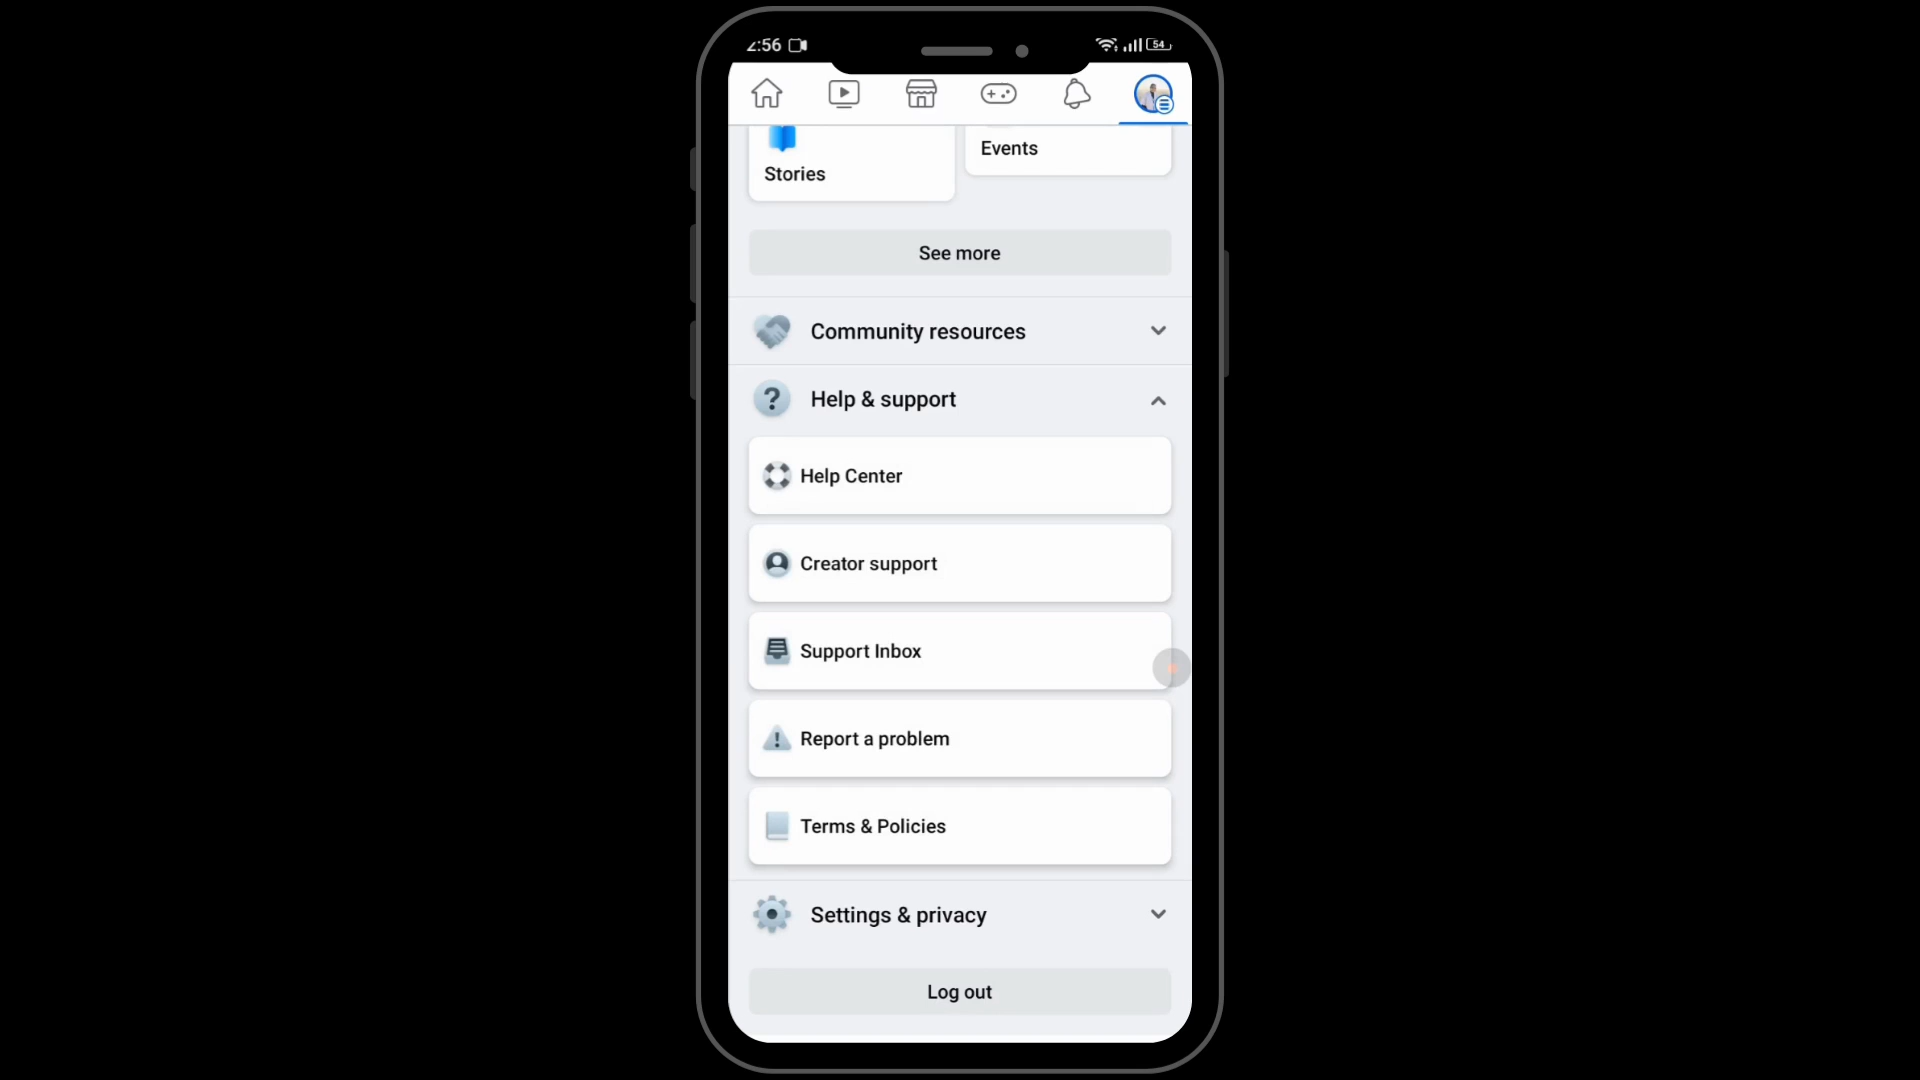 2:56
54
Stories
Events
See more
Community resources
Help & support
Help Center
Creator support
Support Inbox
Report a problem
Terms & Policies
Settings & privacy
Log out